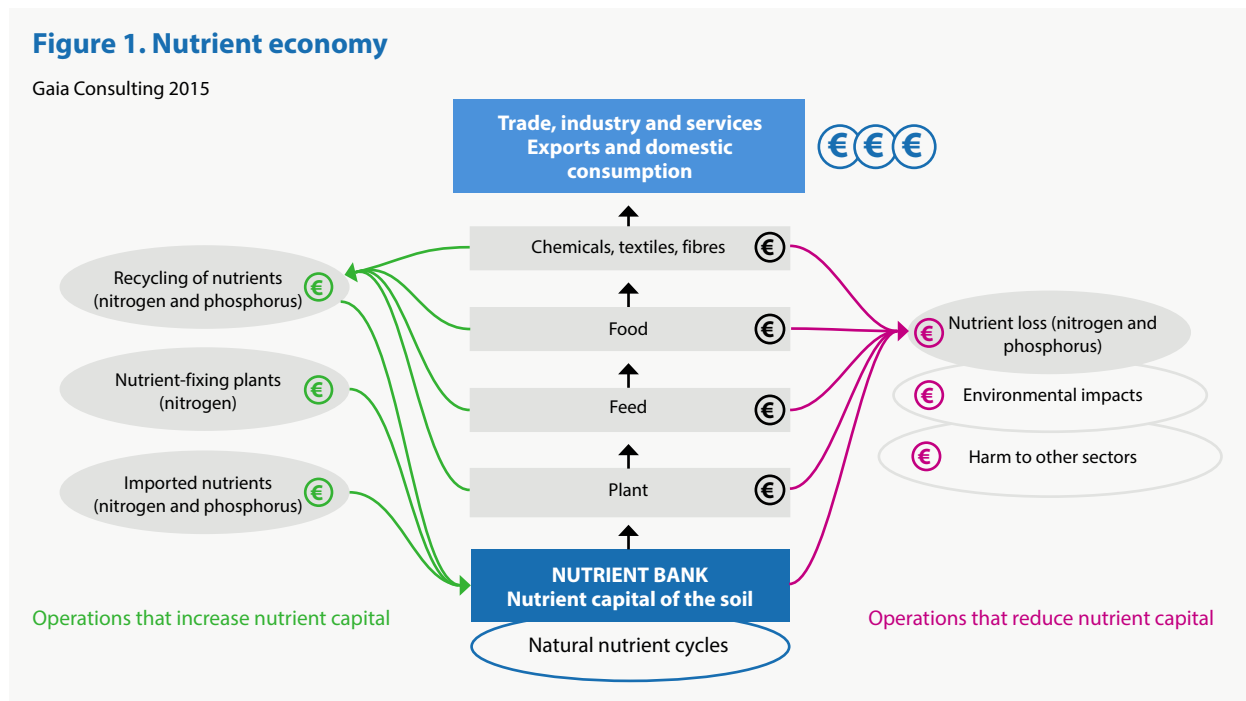 Figure 1. Nutrient economy
Gaia Consulting 2015
Trade, industry and services
Exports and domestic
consumption
€ € €
Chemicals, textiles, fibres €
Recycling of nutrients
(nitrogen and phosphorus) €
Food €
€ Nutrient loss (nitrogen and
phosphorus)
Nutrient-fixing plants
(nitrogen) €
Feed €
€ Environmental impacts
€ Harm to other sectors
Imported nutrients
(nitrogen and phosphorus) €
Plant €
NUTRIENT BANK
Nutrient capital of the soil
Operations that increase nutrient capital
Operations that reduce nutrient capital
Natural nutrient cycles